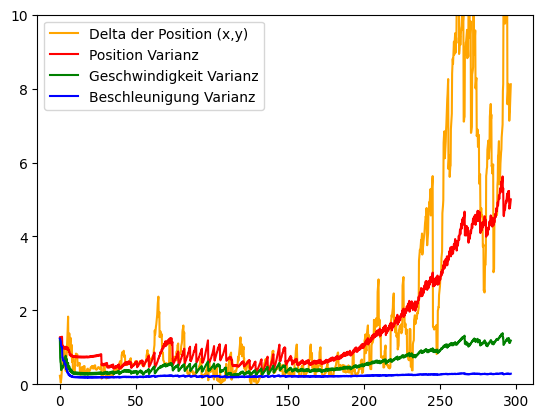 10
8
6
4
2
0
Delta der Position (x,y)
Position Varianz
Geschwindigkeit Varianz
Beschleunigung Varianz
0 50 100 150 200 250 300